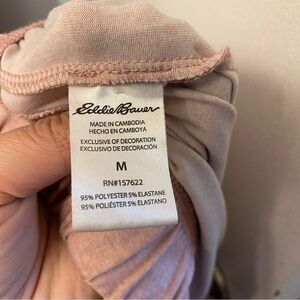 Eddie Bauer
MADE IN CAMBODIA
HECHO EN CAMBOYA
EXCLUSIVE OF DECORATION
EXCLUSIVO DE DECORACIÓN
M
RN#157622
95% POLYESTER 5% ELASTANE
95% POLIÉSTER 5% ELASTANO